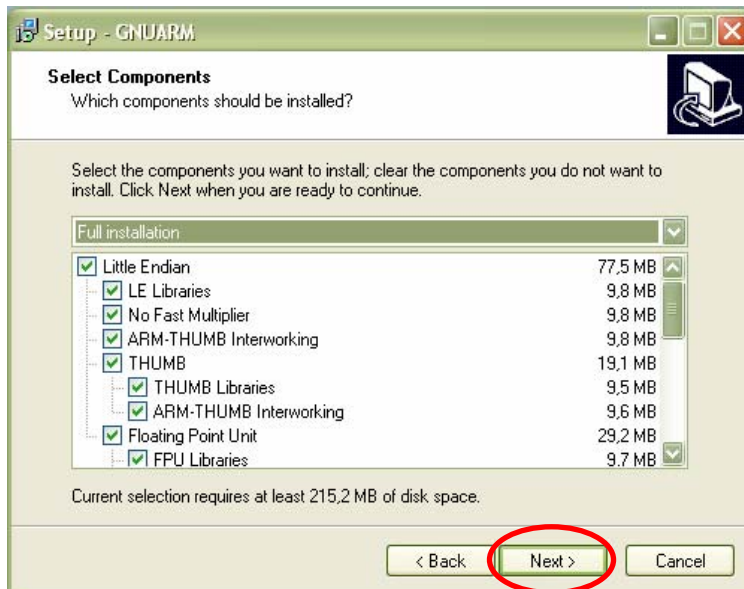 Setup - GNUARM
Select Components
Which components should be installed?
Select the components you want to install; clear the components you do not want to
install. Click Next when you are ready to continue.
Full installation
Little Endian 77,5 MB
LE Libraries 9,8 MB
No Fast Multiplier 9,8 MB
ARM-THUMB Interworking 9,8 MB
THUMB 19,1 MB
THUMB Libraries 9,5 MB
ARM-THUMB Interworking 9,6 MB
Floating Point Unit 29,2 MB
FPU Libraries 9.7 MB
Current selection requires at least 215,2 MB of disk space.
< Back Next > Cancel